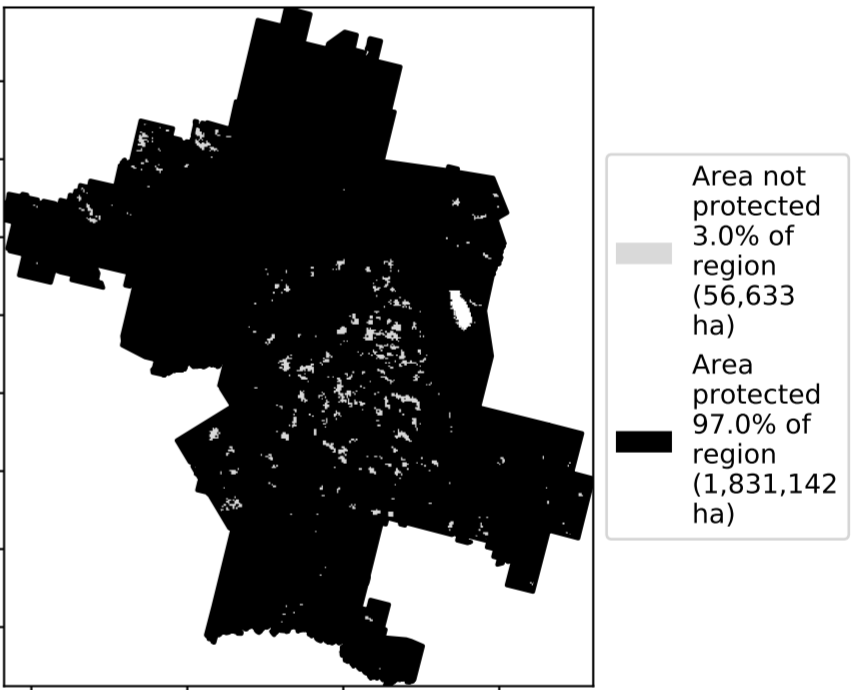 Area not
protected
3.0% of
region
(56,633
ha)
Area
protected
97.0% of
region
(1,831,142
ha)